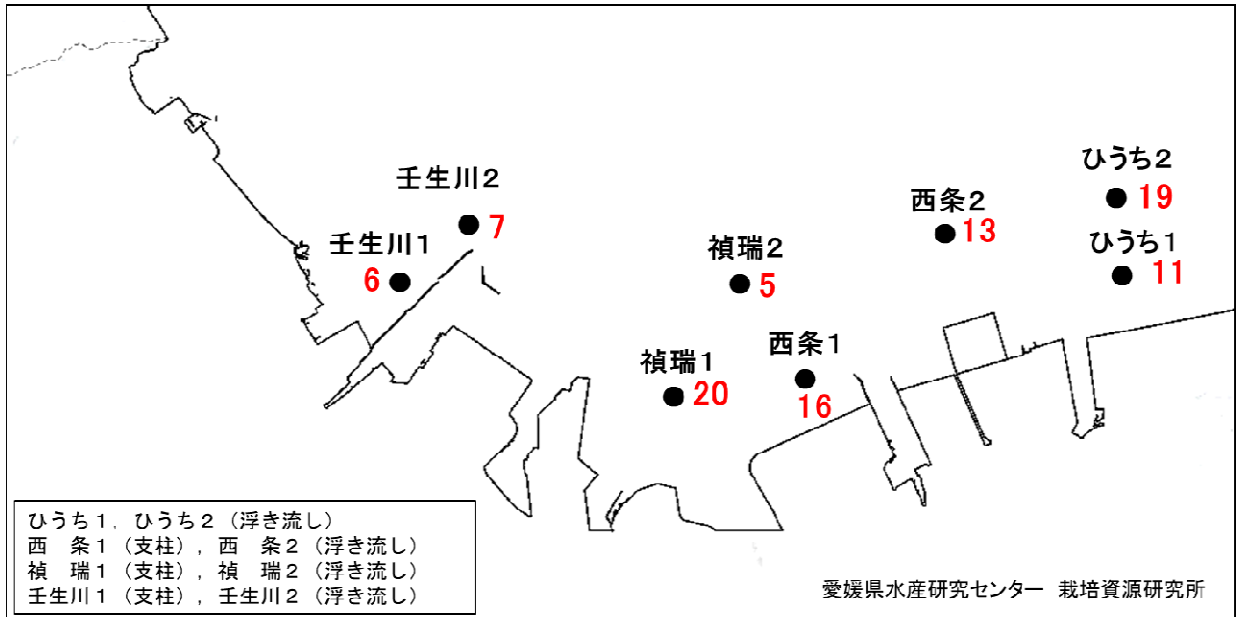 ひうち２
19
壬生川２
7
西条２
13
ひうち１
11
壬生川１
6
禎瑞２
5
西条１
16
禎瑞１
20
ひうち１，ひうち２（浮き流し）
西　条１（支柱），西　条２（浮き流し）
禎　瑞１（支柱），禎　瑞２（浮き流し）
壬生川１（支柱），壬生川２（浮き流し）
愛媛県水産研究センター　栽培資源研究所